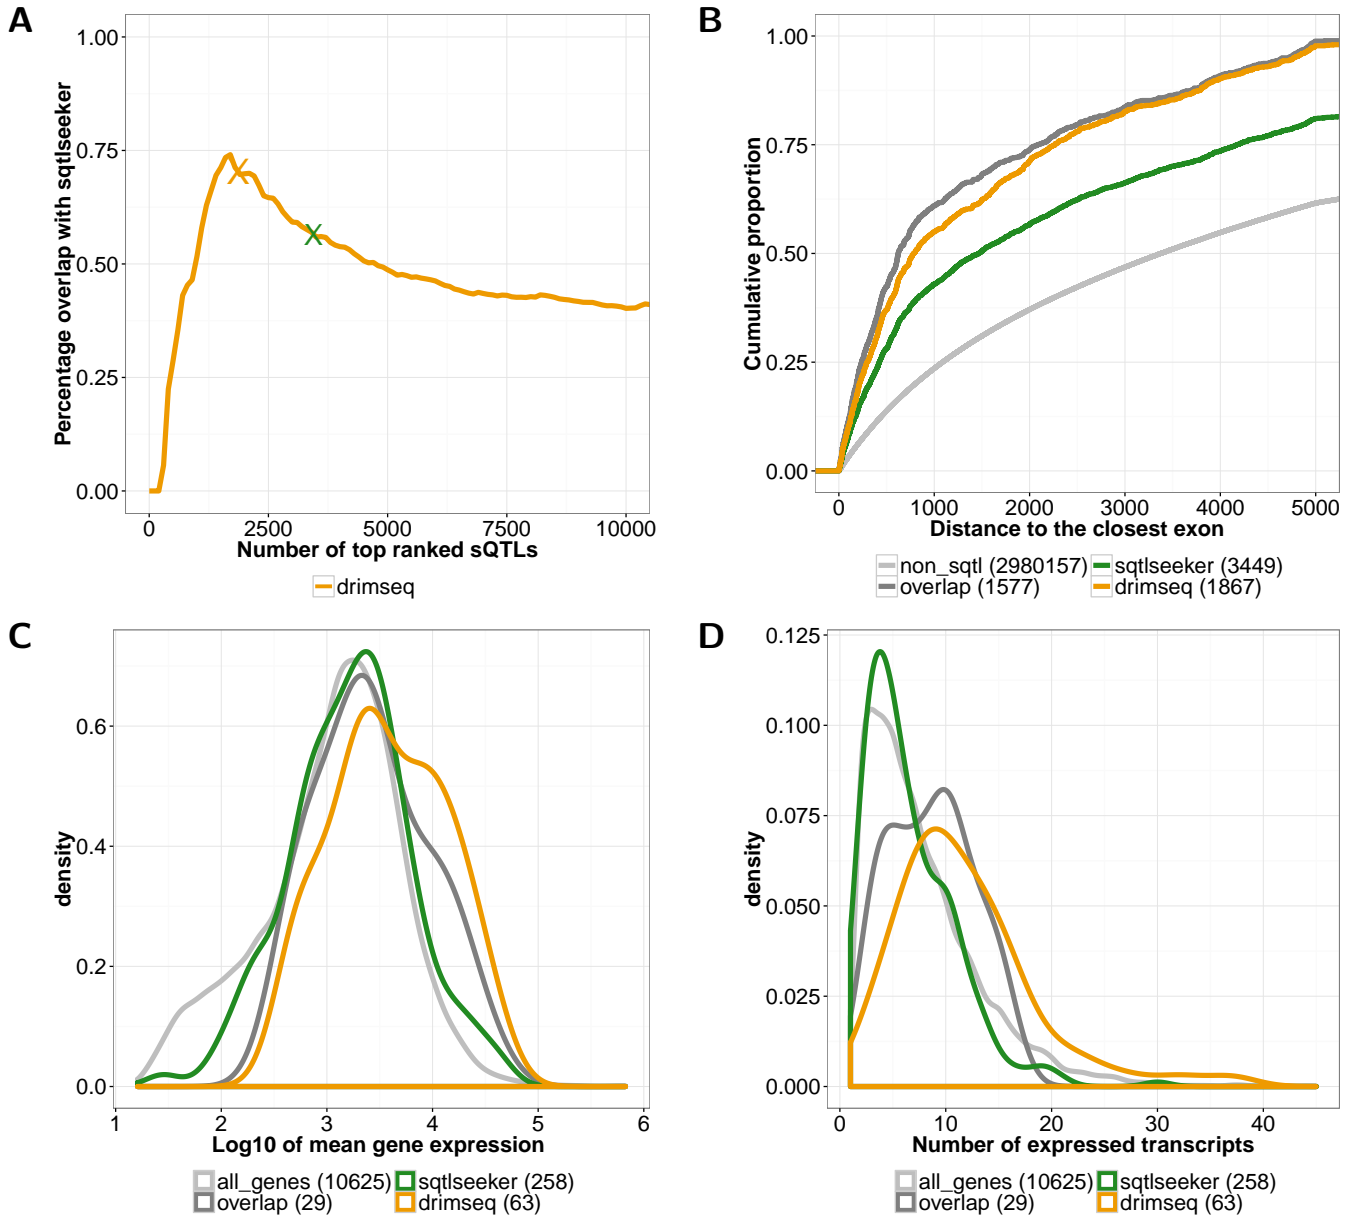 A
Percentage overlap with sqtlseeker
1.00
0.75
0.50
0.25
0.00
0 2500 5000 7500 10000
Number of top ranked sQTLs
drimseq
X
X
B
Cumulative proportion
1.00
0.75
0.50
0.25
0.00
0 1000 2000 3000 4000 5000
Distance to the closest exon
non_sqtl (2980157) sqtlseeker (3449)
overlap (1577) drimseq (1867)
C
density
0.6
0.4
0.2
0.0
1 2 3 4 5 6
Log10 of mean gene expression
all_genes (10625) sqtlseeker (258)
overlap (29) drimseq (63)
D
density
0.125
0.100
0.075
0.050
0.025
0.000
0 10 20 30 40
Number of expressed transcripts
all_genes (10625) sqtlseeker (258)
overlap (29) drimseq (63)